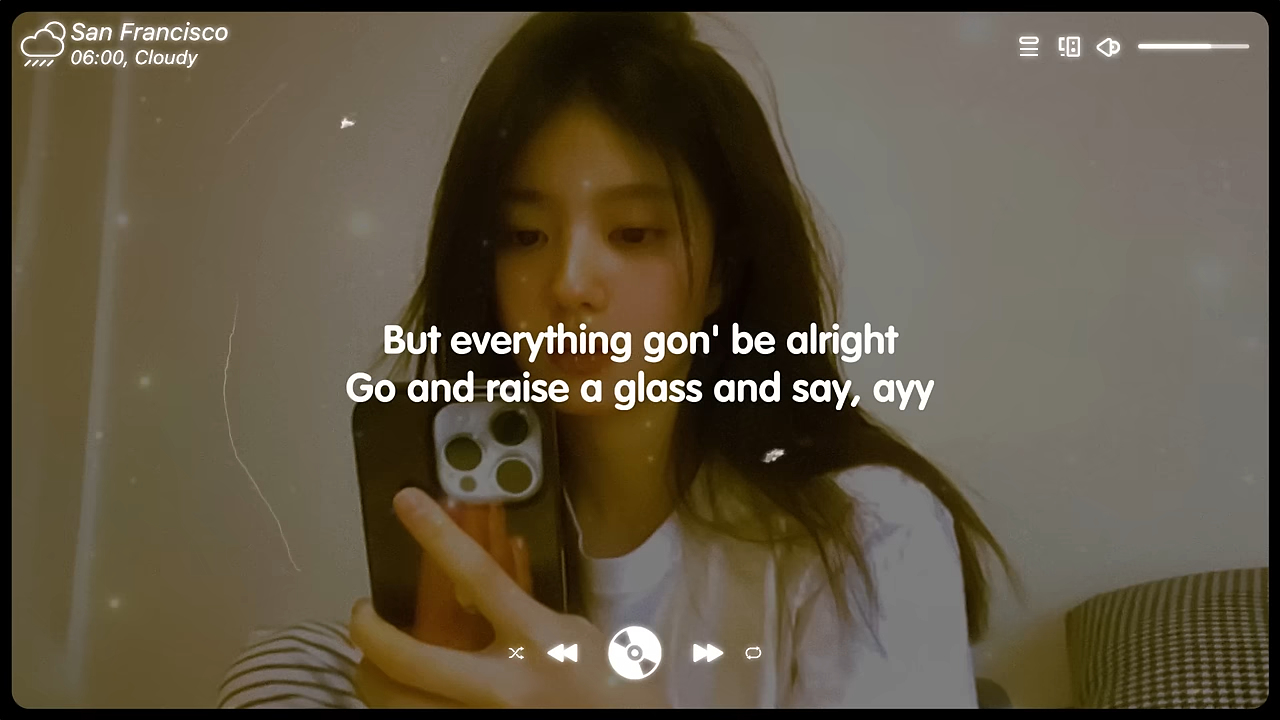 San Francisco
06:00, Cloudy
But everything gon' be alright
Go and raise a glass and say, ayy